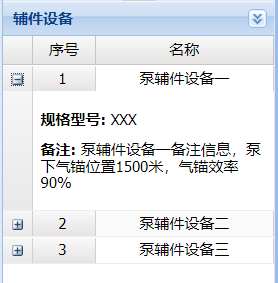 辅件设备
序号 名称
1 泵辅件设备一
规格型号: XXX
备注: 泵辅件设备一备注信息，泵
下气锚位置1500米，气锚效率
90%
2 泵辅件设备二
3 泵辅件设备三